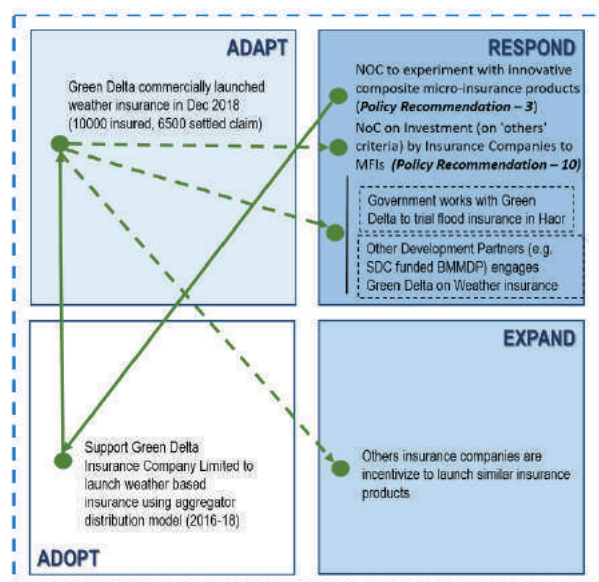 ADAPT
Green Delta commercially launched
weather insurance in Dec 2018
(10000 insured, 6500 settled claim)
RESPOND
NOC to experiment with innovative
composite micro-insurance products
(Policy Recommendation – 3)
NoC on Investment (on 'others'
criteria) by Insurance Companies to
MFIs (Policy Recommendation – 10)
Government works with Green
Delta to trial flood insurance in Haor
Other Development Partners (e.g.
SDC funded BMMDP) engages
Green Delta on Weather insurance
Support Green Delta
Insurance Company Limited to
launch weather based
insurance using aggregator
distribution model (2016-18)
ADOPT
EXPAND
Others insurance companies are
incentivize to launch similar insurance
products